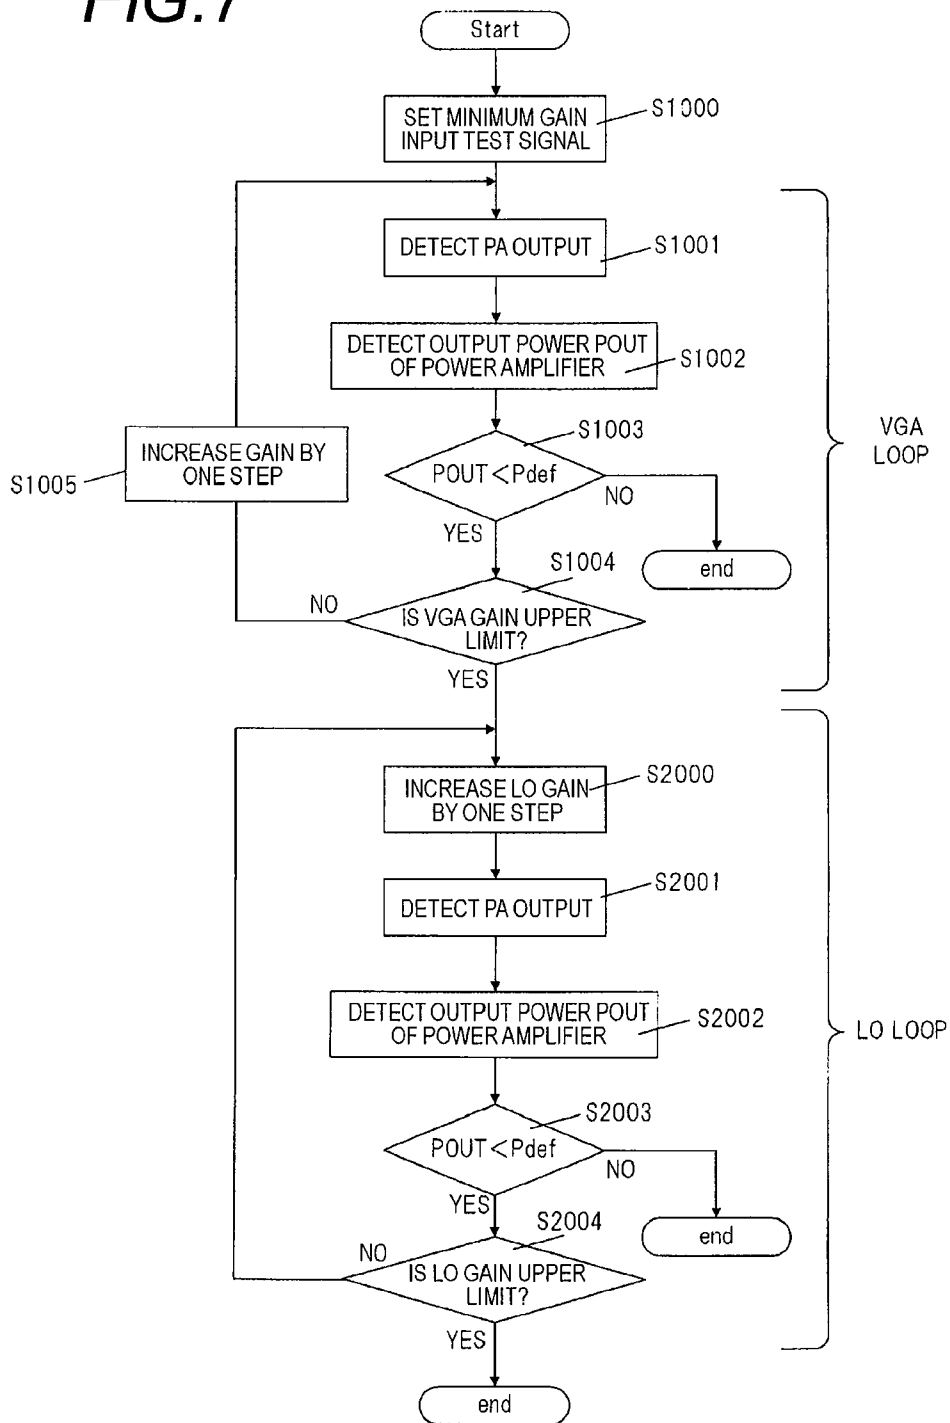 FIG.7
Start
SET MINIMUM GAIN
INPUT TEST SIGNAL
S1000
DETECT PA OUTPUT
S1001
DETECT OUTPUT POWER POUT
OF POWER AMPLIFIER
S1002
VGA
LOOP
INCREASE GAIN BY
ONE STEP
S1005
S1003
POUT <Pdef
NO
YES
end
S1004
NO
IS VGA GAIN UPPER
LIMIT?
YES
INCREASE LO GAIN
BY ONE STEP
S2000
DETECT PA OUTPUT
S2001
DETECT OUTPUT POWER POUT
OF POWER AMPLIFIER
S2002
LO LOOP
S2003
POUT <Pdef
NO
YES
end
S2004
NO
IS LO GAIN UPPER
LIMIT?
YES
end